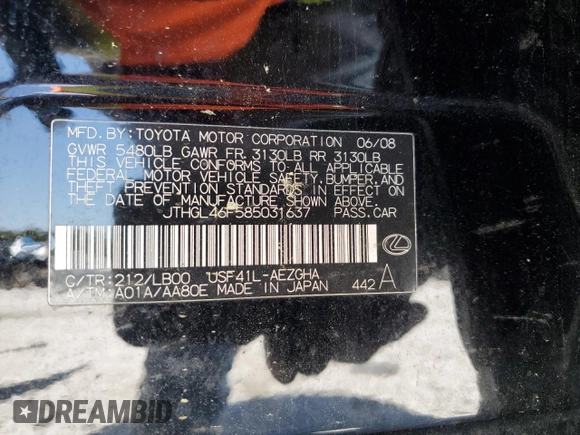 MFD. BY: TOYOTA MOTOR CORPORATION 06/08
GVWR 5480LB GAWR FR 3130LB RR 3130LB
THIS VEHICLE CONFORMS TO ALL APPLICABLE
FEDERAL MOTOR VEHICLE SAFETY, BUMPER, AND
THEFT PREVENTION STANDARDS IN EFFECT ON
THE DATE OF MANUFACTURE SHOWN ABOVE.
JTHGL46F585031637 PASS. CAR
C/TR: 212/LB00 USF41L-AEZGHA
A/TM: A01A/AA80E MADE IN JAPAN 442 A
DREAMBID